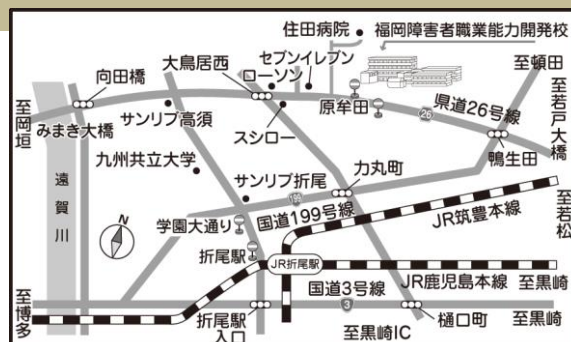 住田病院
福岡障害者職業能力開発校
大鳥居西
セブンイレブン
ローソン
至頓田
向田橋
至岡垣
みまき大橋
サンリブ高須
スシロー
原牟田
26
県道26号線
至若戸大橋
九州共立大学
鴨生田
遠賀川
サンリブ折尾
力丸町
199
学園大通り
国道199号線
JR筑豊本線
至若松
N
折尾駅
JR折尾駅
JR鹿児島本線
至黒崎
至博多
国道3号線
3
折尾駅入口
樋口町
至黒崎
至黒崎IC